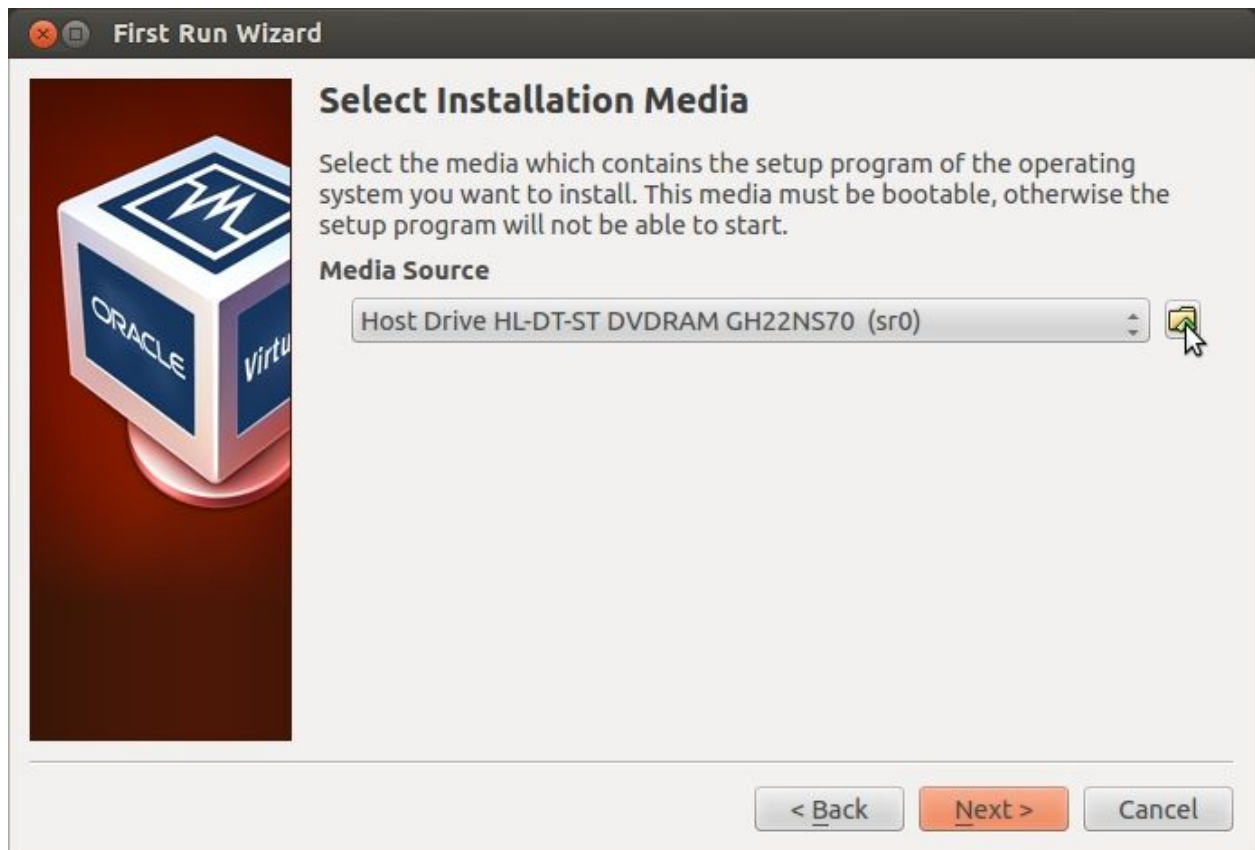 First Run Wizard
Select Installation Media
Select the media which contains the setup program of the operating
system you want to install. This media must be bootable, otherwise the
setup program will not be able to start.
Media Source
Host Drive HL-DT-ST DVDRAM GH22NS70 (sr0)
ORACLE
Virtu
< Back
Next >
Cancel